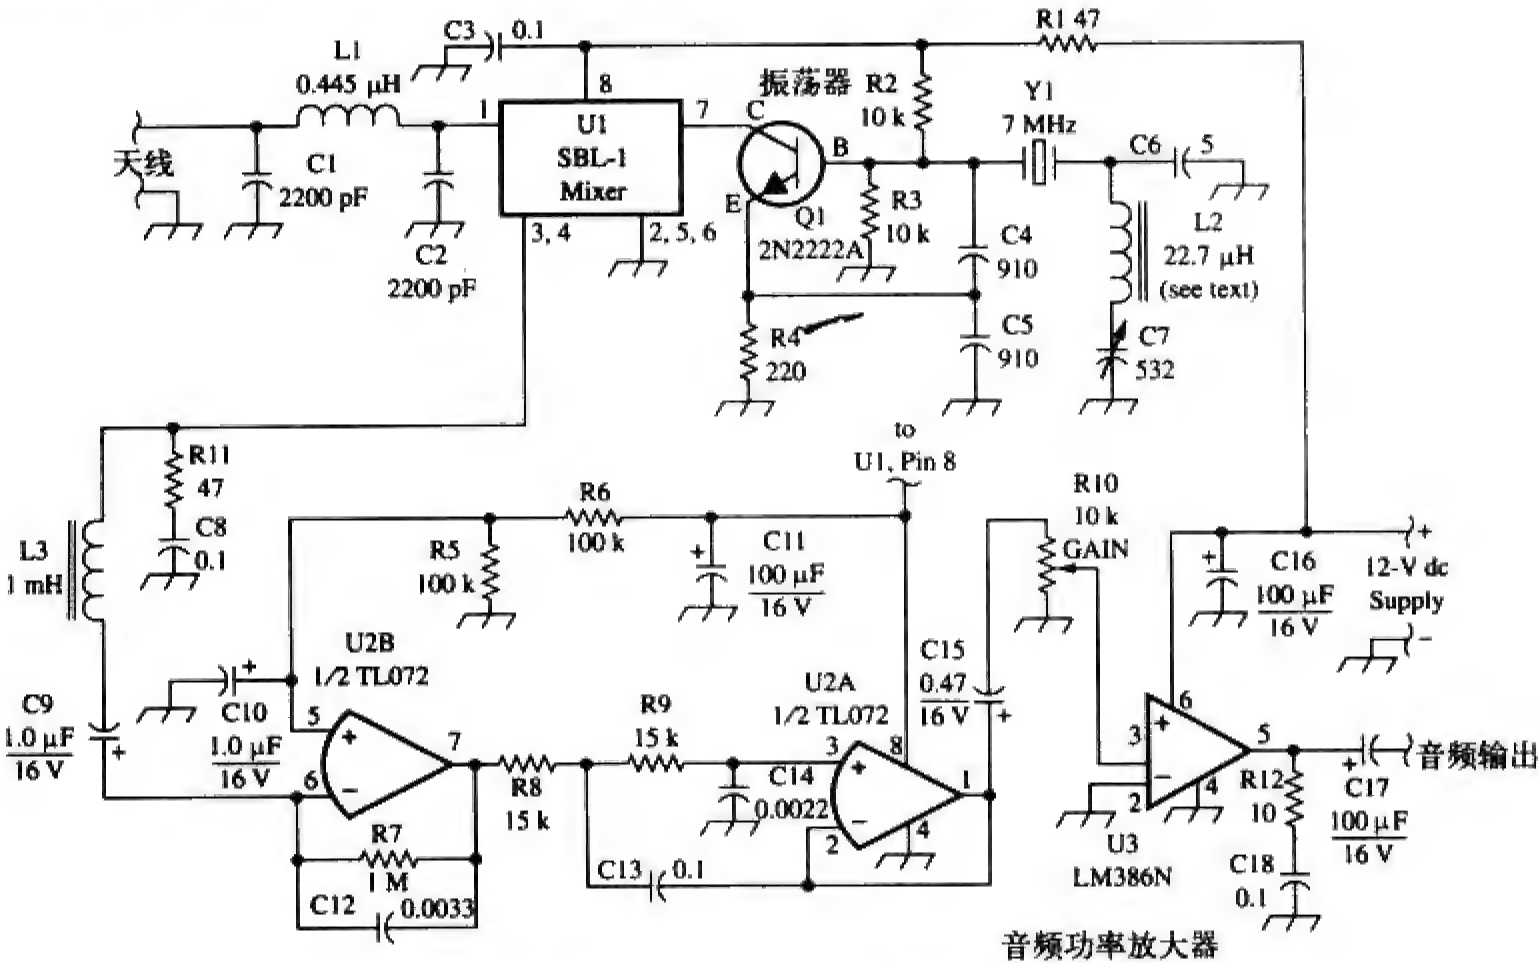 C3
0.1
R1 47
L1
0.445 μH
8
1
U1
SBL-1
Mixer
7
振荡器
C
B
E
Q1
2N2222A
R2
10 k
Y1
7 MHz
C6
5
天线
C1
2200 pF
C2
2200 pF
3, 4
2, 5, 6
R3
10 k
C4
910
L2
22.7 μH
(see text)
R4
220
C5
910
C7
532
R11
47
C8
0.1
L3
1 mH
R6
100 k
R5
100 k
C11
100 μF
16 V
to
U1, Pin 8
R10
10 k
GAIN
C16
100 μF
16 V
+
12-V dc
Supply
−
U2B
1/2 TL072
C9
1.0 μF
16 V
+
C10
1.0 μF
16 V
+
5
+
6
−
7
R8
15 k
R9
15 k
C14
0.0022
U2A
1/2 TL072
3
+
8
2
−
4
1
C15
0.47
16 V
+
R7
1 M
C12
0.0033
C13
0.1
6
3
+
2
−
4
5
U3
LM386N
R12
10
C18
0.1
+
C17
100 μF
16 V
音频输出
音频功率放大器
+
+